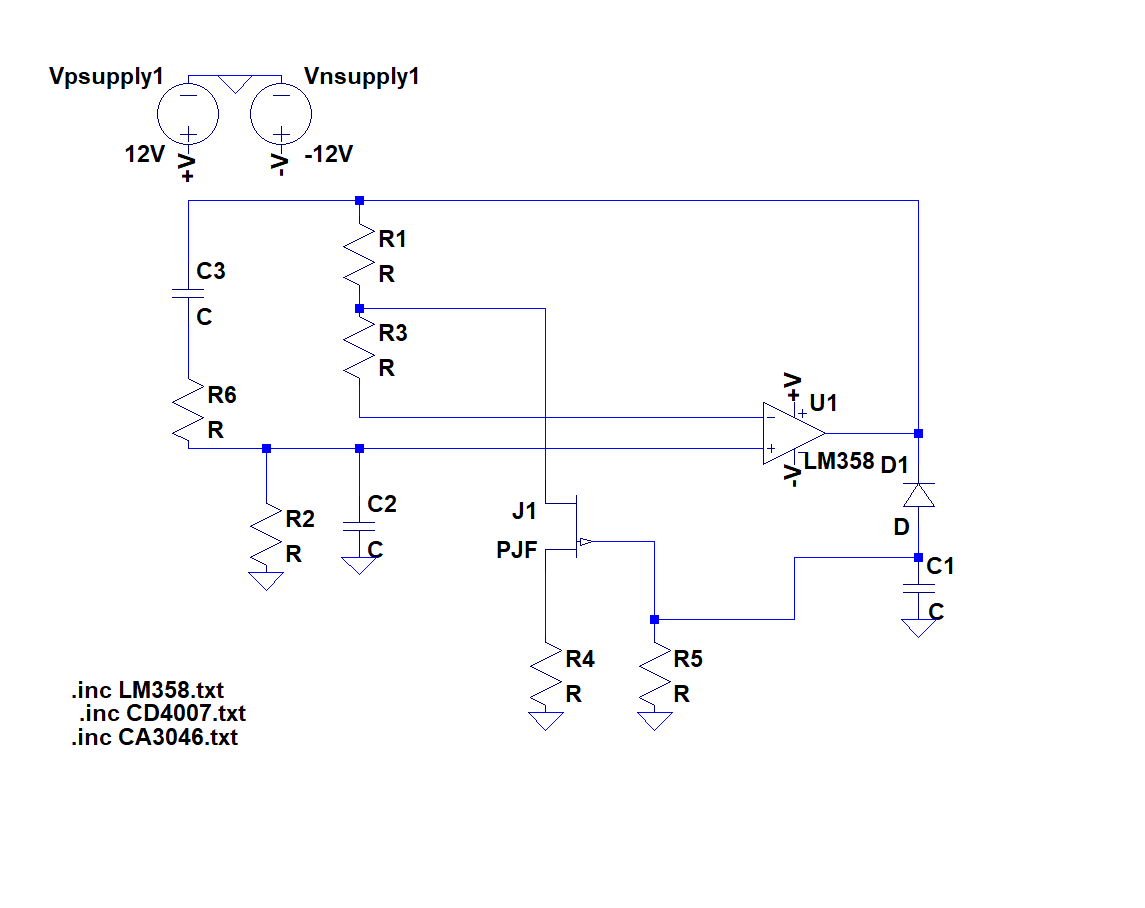 Vpsupply1
Vnsupply1
12V
+V
-V
-12V
R1
R
C3
C
R3
R
R6
R
+V
U1
-V
LM358
D1
C2
C
J1
R2
R
D
PJF
C1
C
R4
R
R5
R
.inc LM358.txt
.inc CD4007.txt
.inc CA3046.txt